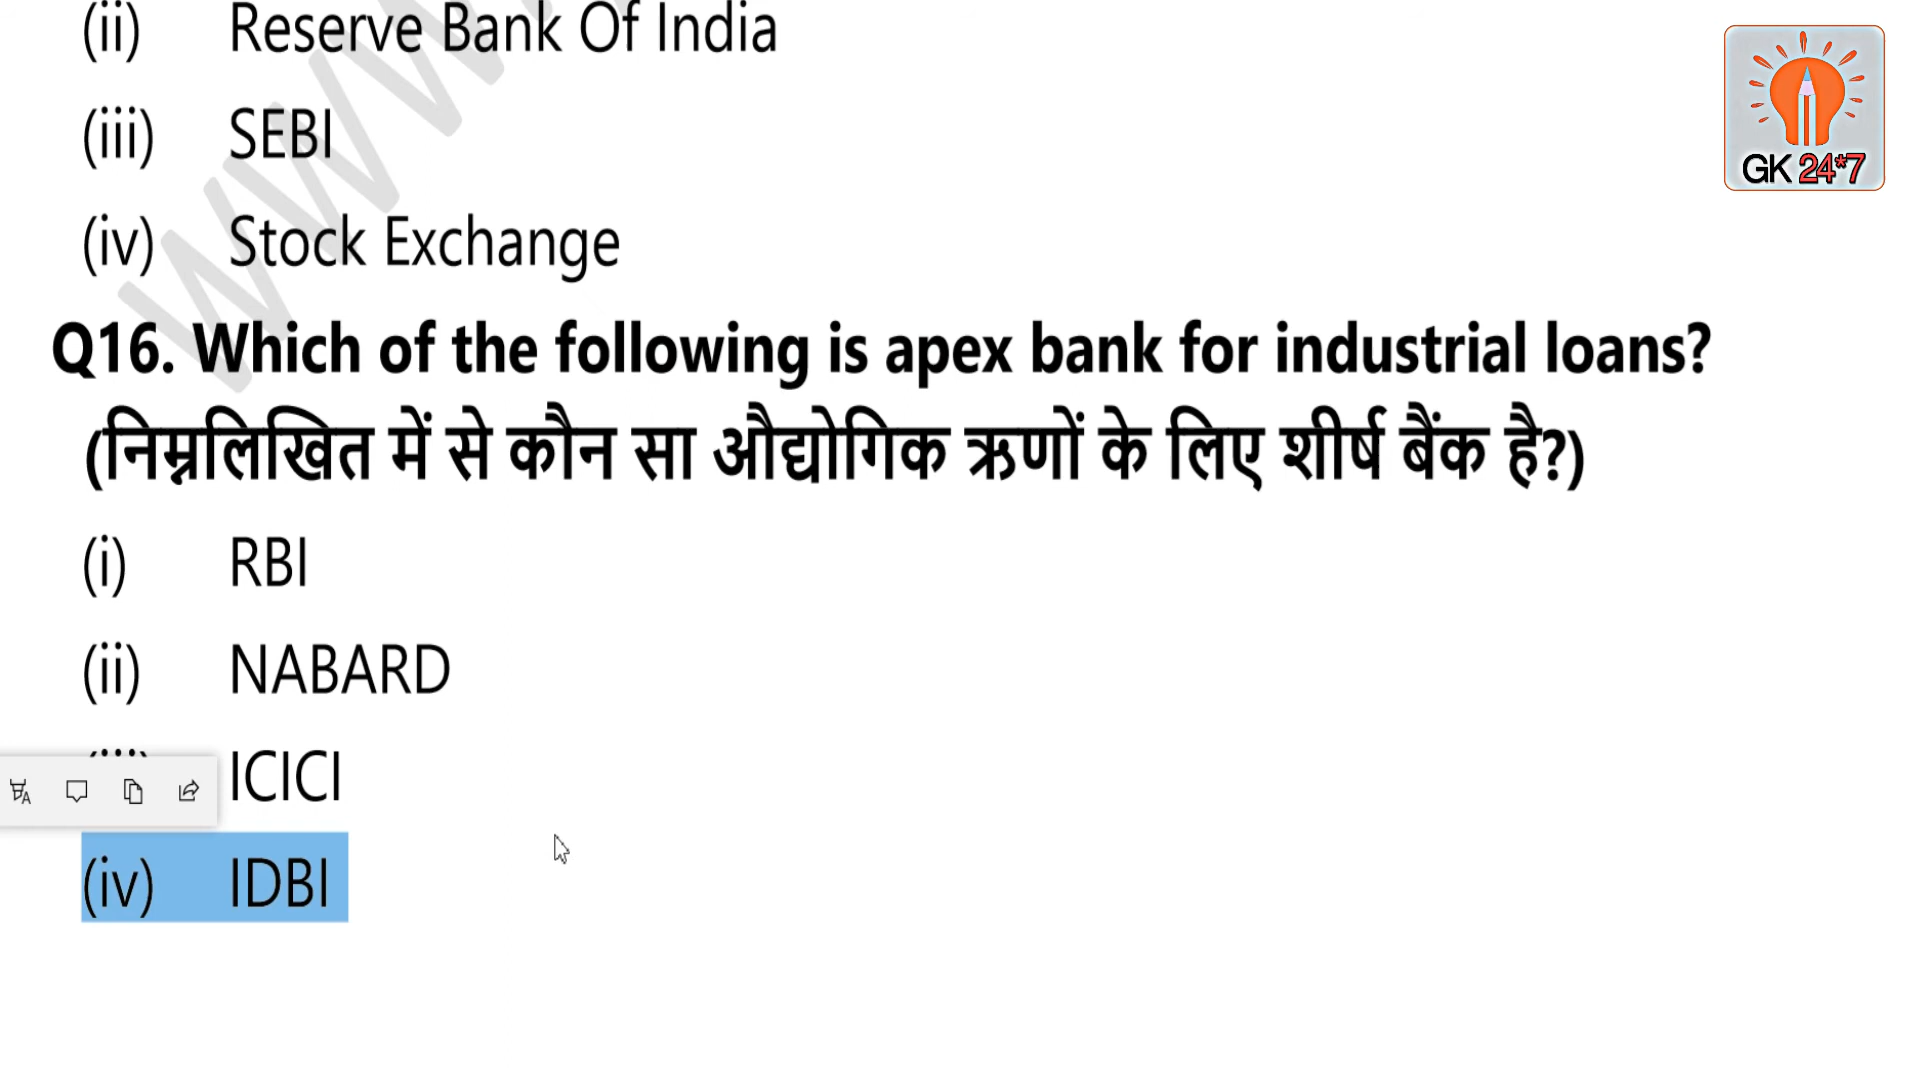 (ii) Reserve Bank Of India
(iii) SEBI
(iv) Stock Exchange
Q16. Which of the following is apex bank for industrial loans?
(निम्नलिखित में से कौन सा औद्योगिक ऋणों के लिए शीर्ष बैंक है?)
(i) RBI
(ii) NABARD
ICICI
(iv) IDBI
GK 24*7
www.